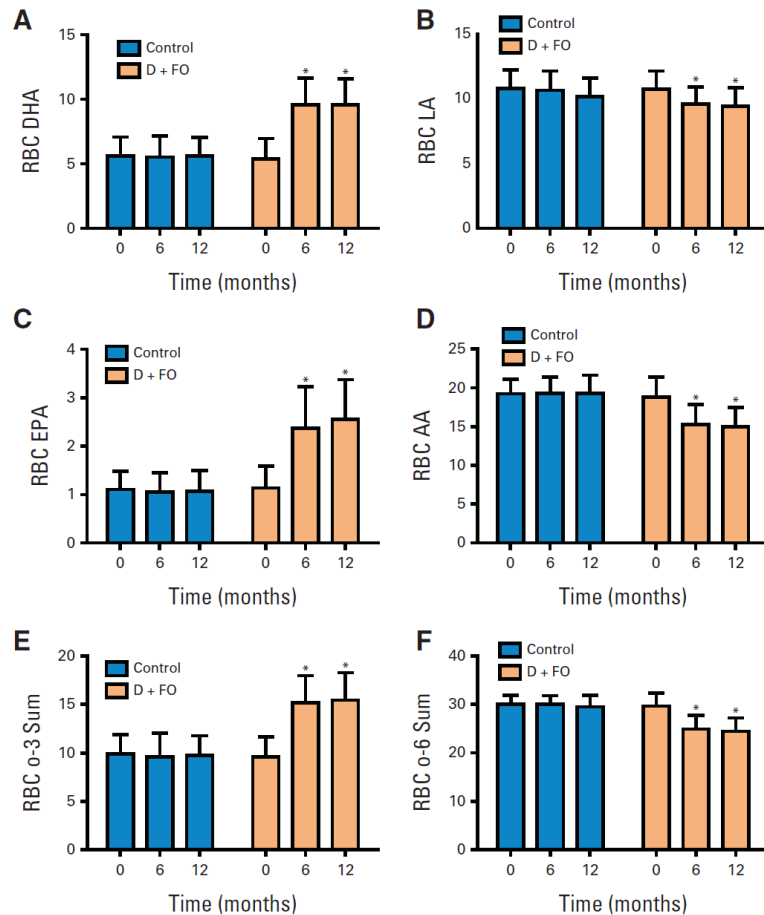 A
RBC DHA
15
10
5
0
Control
D + FO
* *
0 6 12 0 6 12
Time (months)
B
RBC LA
15
10
5
0
Control
D + FO
* *
0 6 12 0 6 12
Time (months)
C
RBC EPA
4
3
2
1
0
Control
D + FO
* *
0 6 12 0 6 12
Time (months)
D
RBC AA
25
20
15
10
5
0
Control
D + FO
* *
0 6 12 0 6 12
Time (months)
E
RBC o-3 Sum
20
15
10
5
0
Control
D + FO
* *
0 6 12 0 6 12
Time (months)
F
RBC o-6 Sum
40
30
20
10
0
Control
D + FO
* *
0 6 12 0 6 12
Time (months)